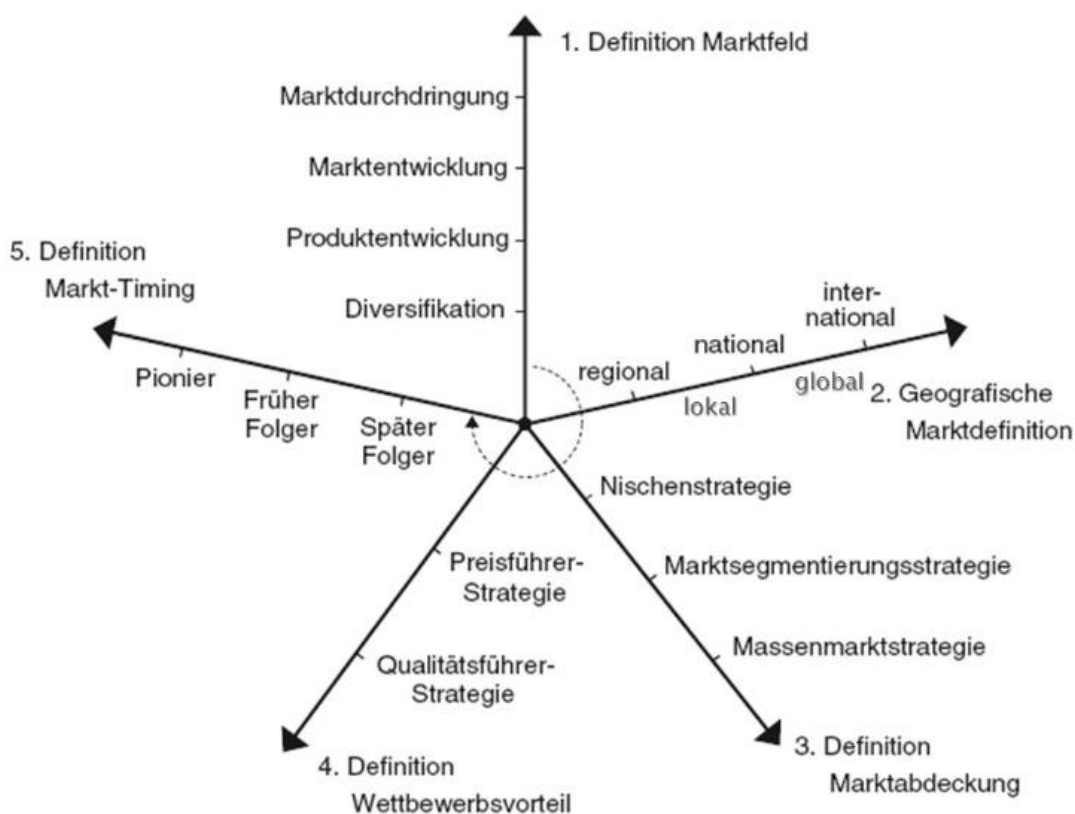 1. Definition Marktfeld
Marktdurchdringung
Marktentwicklung
Produktentwicklung
Diversifikation
5. Definition
Markt-Timing
Pionier
Früher
Folger
Später
Folger
inter-
national
national
regional
lokal
global
2. Geografische
Marktdefinition
Nischenstrategie
Marktsegmentierungsstrategie
Massenmarktstrategie
3. Definition
Marktabdeckung
Preisführer-
Strategie
Qualitätsführer-
Strategie
4. Definition
Wettbewerbsvorteil